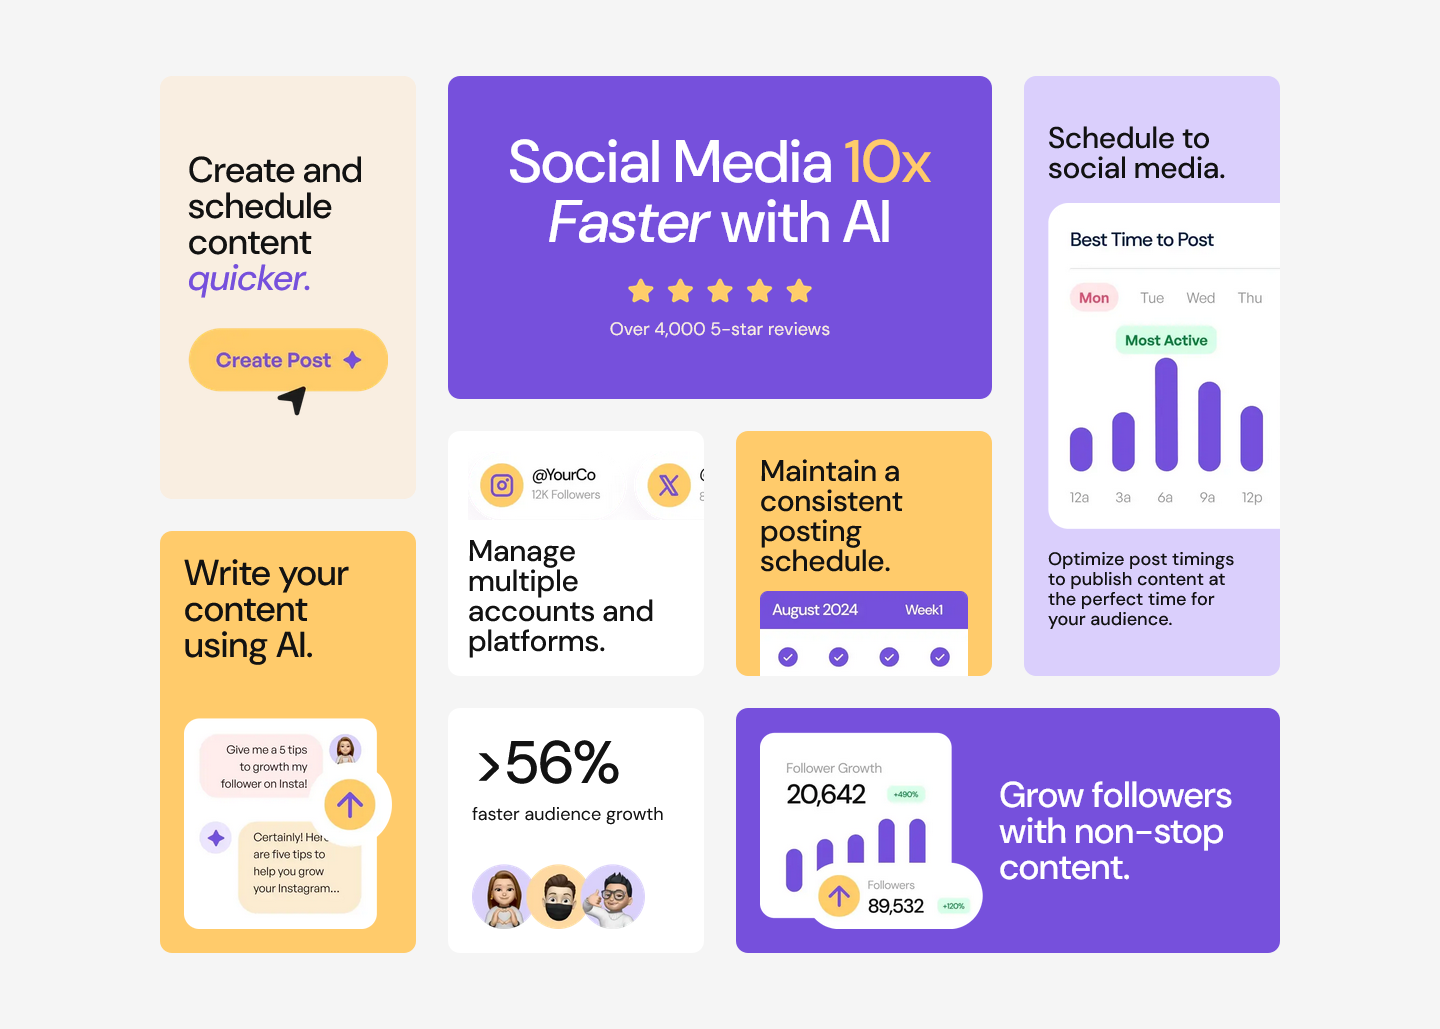 Create and
schedule
content
quicker.
Create Post
Social Media 10x
Faster with AI
Over 4,000 5-star reviews
Schedule to
social media.
Best Time to Post
Mon Tue Wed Thu
Most Active
12a 3a 6a 9a 12p
Optimize post timings
to publish content at
the perfect time for
your audience.
@YourCo
12K Followers
Manage
multiple
accounts and
platforms.
Maintain a
consistent
posting
schedule.
August 2024 Week1
Write your
content
using AI.
Give me a 5 tips
to growth my
follower on Insta!
Certainly!
are five tips to
help you grow
your Instagram...
>56%
faster audience growth
Follower Growth
20,642 +490%
Followers
89,532 +120%
Grow followers
with non-stop
content.